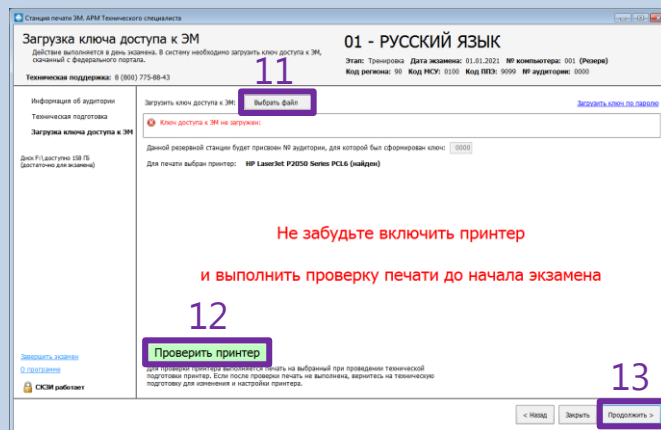 Станция печати ЭМ. АРМ Технического специалиста
Загрузка ключа доступа к ЭМ
Действие выполняется в день экзамена. В систему необходимо загрузить ключ доступа к ЭМ,
скачанный с федерального портала.
Техническая поддержка: 8 (800) 775-88-43
01 - РУССКИЙ ЯЗЫК
Этап: Тренировка Дата экзамена: 01.01.2021 № компьютера: 001 (Резерв)
Код региона: 90 Код МСУ: 0100 Код ППЭ: 9999 № аудитории: 0000
11
Информация об аудитории
Техническая подготовка
Загрузка ключа доступа к ЭМ
Диск F:\,доступно 158 ГБ
(достаточно для экзамена)
Загрузить ключ доступа к ЭМ: Выбрать файл
Загрузить ключ по паролю
Ключ доступа к ЭМ не загружен:
Данной резервной станции будет присвоен № аудитории, для которой был сформирован ключ: 0000
Для печати выбран принтер: HP LaserJet P2050 Series PCL6 (найден)
Не забудьте включить принтер
и выполнить проверку печати до начала экзамена
12
Проверить принтер
Для проверки принтера выполняется печать на выбранный при проведении технической
подготовки принтер. Если после проверки печать не выполнена, вернитесь на техническую
подготовку для изменения и настройки принтера.
Завершить экзамен
О программе
СКЗИ работает
13
< Назад Закрыть Продолжить >